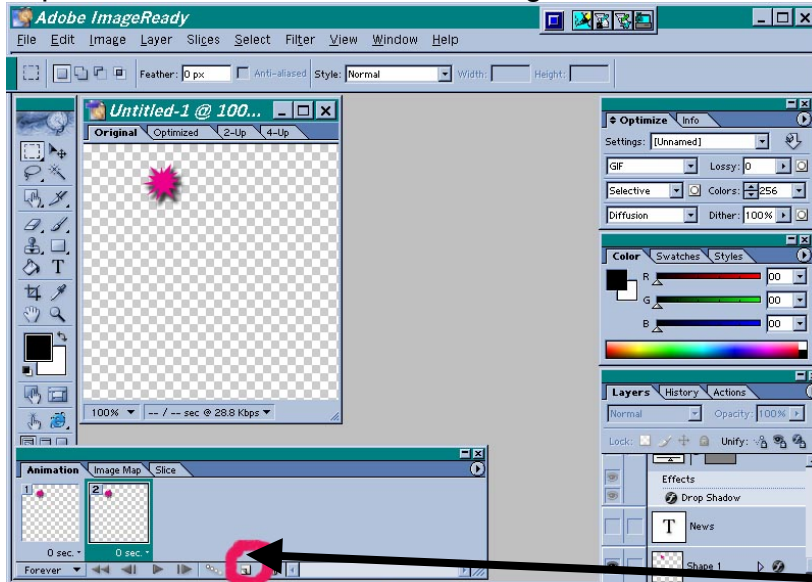 Adobe ImageReady
File Edit Image Layer Slices Select Filter View Window Help
Feather: 0 px Anti-aliased Style: Normal Width: Height:
Untitled-1 @ 100...
Original Optimized 2-Up 4-Up
100% -- / -- sec @ 28.8 Kbps
Optimize Info
Settings: [Unnamed]
GIF Lossy: 0
Selective Colors: 256
Diffusion Dither: 100%
Color Swatches Styles
R 00
G 00
B 00
Layers History Actions
Normal Opacity: 100%
Lock: Unify:
Effects
Drop Shadow
T News
Shape 1
Animation Image Map Slice
1 2
0 sec. 0 sec.
Forever